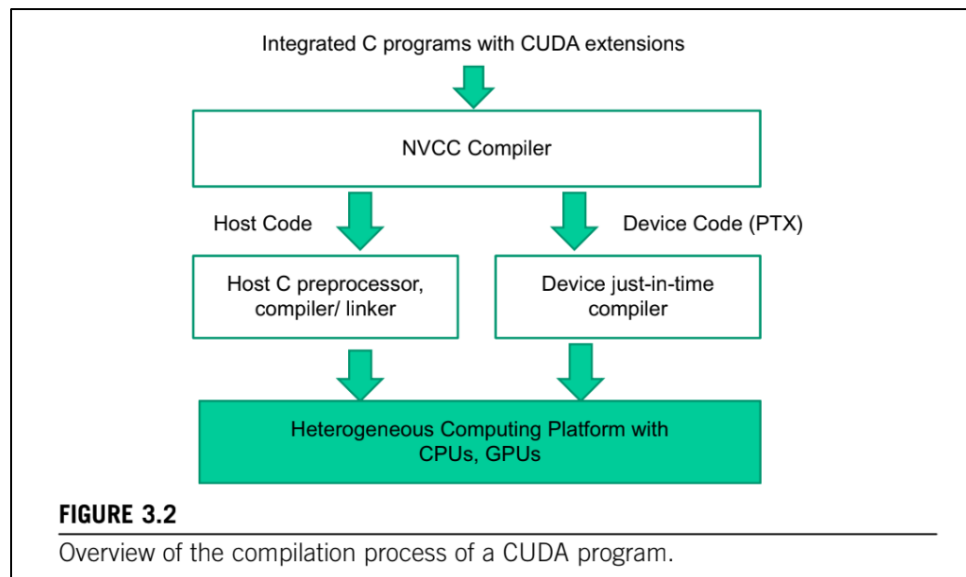 Integrated C programs with CUDA extensions
NVCC Compiler
Host Code
Device Code (PTX)
Host C preprocessor,
compiler/ linker
Device just-in-time
compiler
Heterogeneous Computing Platform with
CPUs, GPUs
FIGURE 3.2
Overview of the compilation process of a CUDA program.